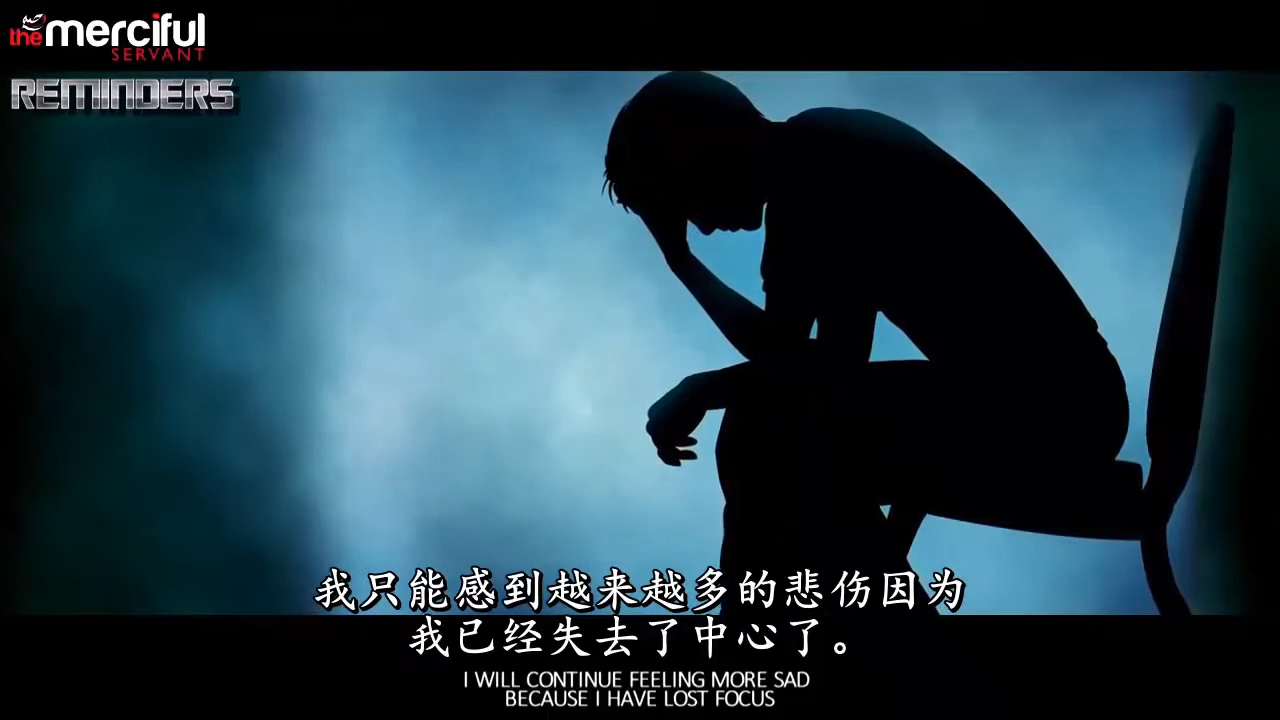 the merciful
SERVANT
REMINDERS
我只能感到越来越多的悲伤因为
我已经失去了中心了。
I WILL CONTINUE FEELING MORE SAD
BECAUSE I HAVE LOST FOCUS